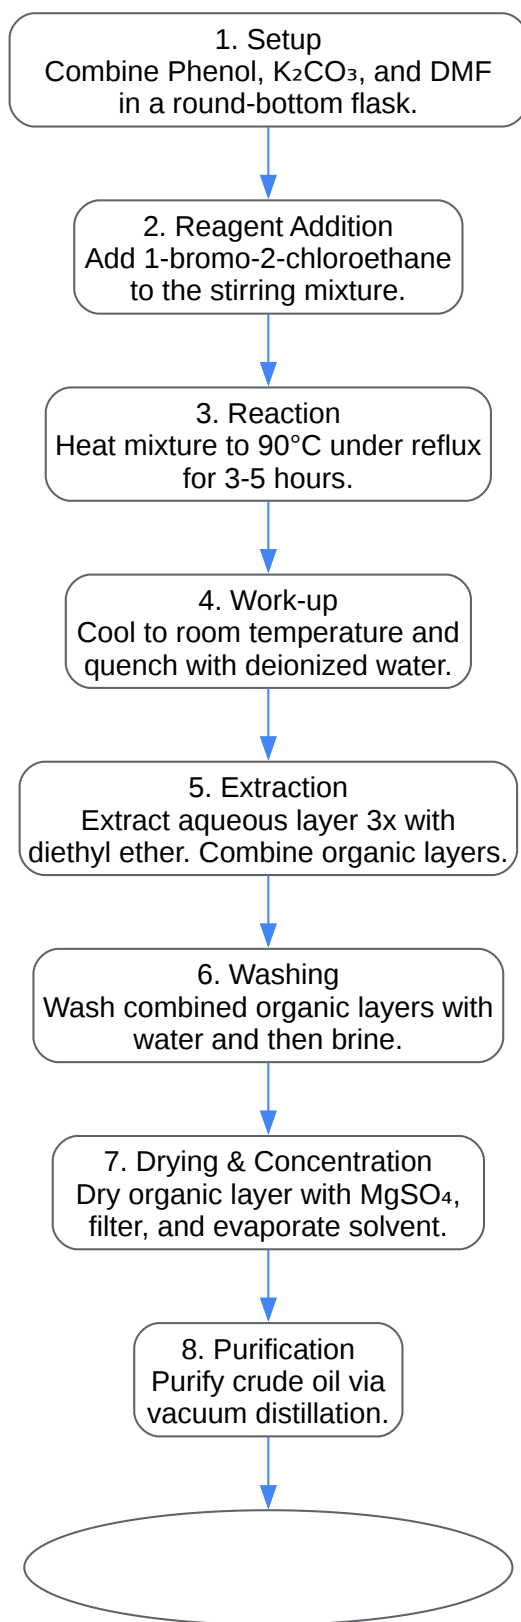 1. Setup
Combine Phenol, K₂CO₃, and DMF
in a round-bottom flask.
2. Reagent Addition
Add 1-bromo-2-chloroethane
to the stirring mixture.
3. Reaction
Heat mixture to 90°C under reflux
for 3-5 hours.
4. Work-up
Cool to room temperature and
quench with deionized water.
5. Extraction
Extract aqueous layer 3x with
diethyl ether. Combine organic layers.
6. Washing
Wash combined organic layers with
water and then brine.
7. Drying & Concentration
Dry organic layer with MgSO₄,
filter, and evaporate solvent.
8. Purification
Purify crude oil via
vacuum distillation.